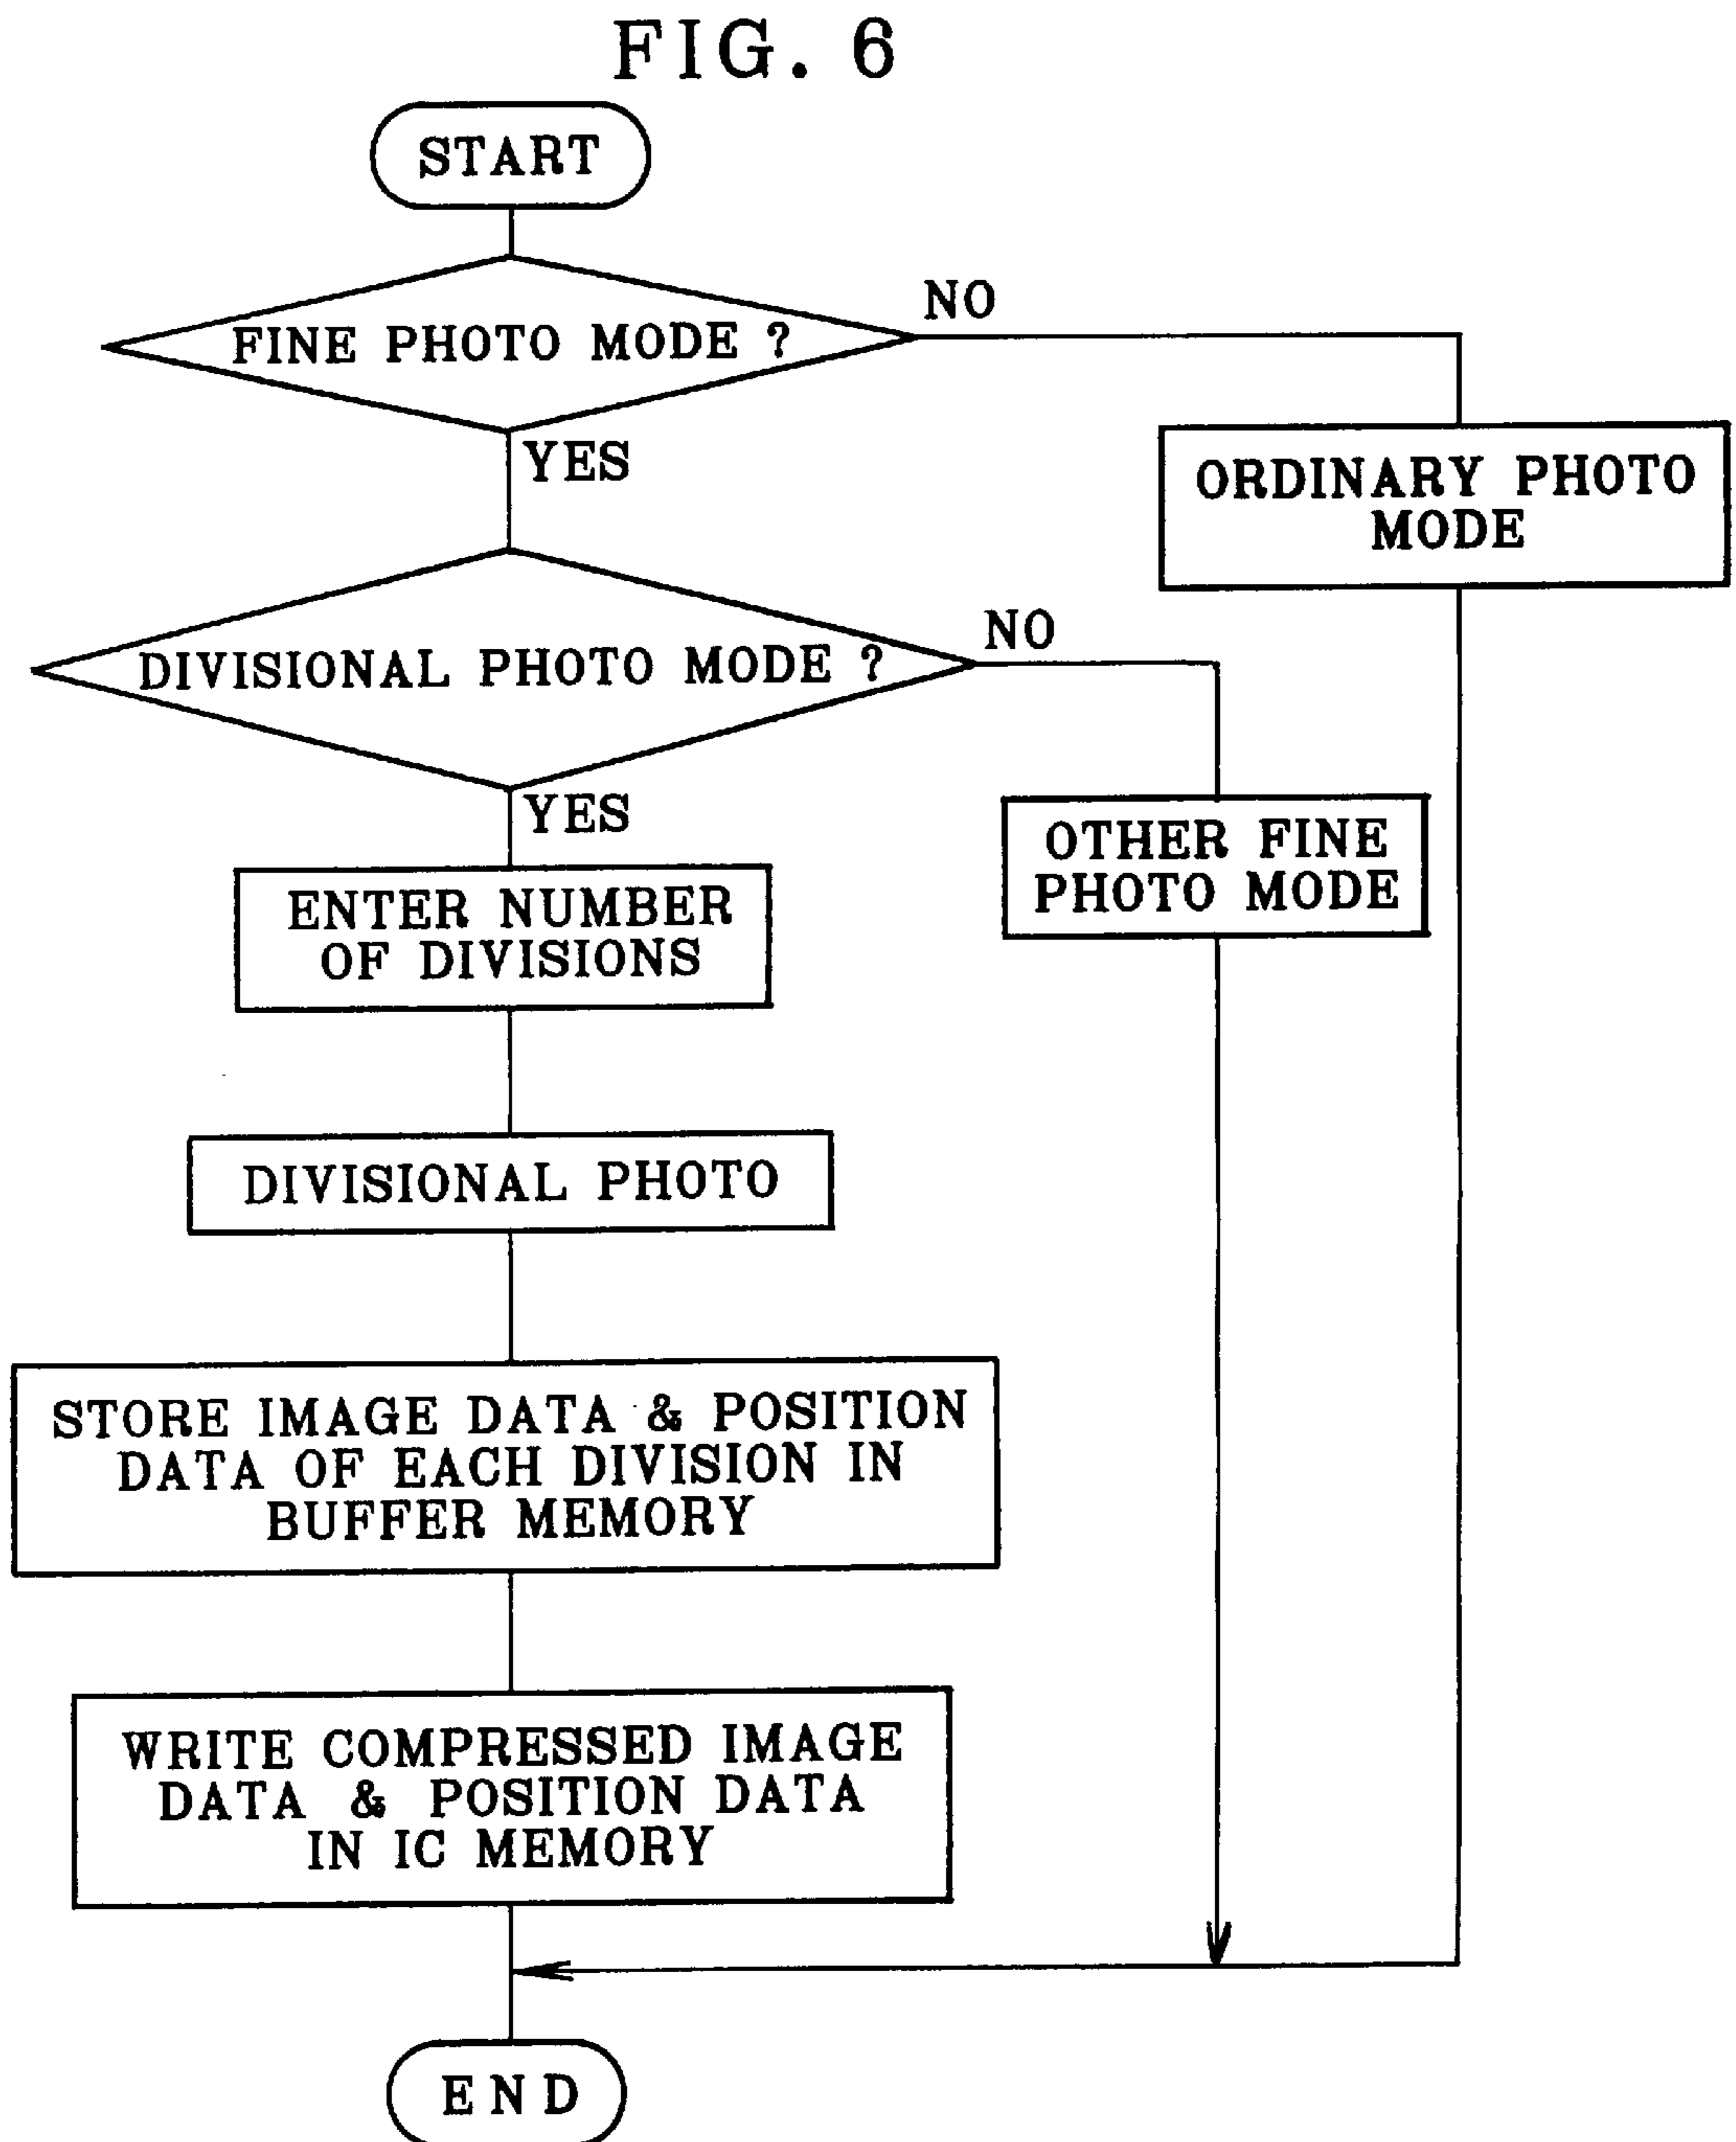 FIG. 6
START
FINE PHOTO MODE ?
NO
YES
ORDINARY PHOTO
MODE
DIVISIONAL PHOTO MODE ?
NO
YES
OTHER FINE
PHOTO MODE
ENTER NUMBER
OF DIVISIONS
DIVISIONAL PHOTO
STORE IMAGE DATA & POSITION
DATA OF EACH DIVISION IN
BUFFER MEMORY
WRITE COMPRESSED IMAGE
DATA & POSITION DATA
IN IC MEMORY
END